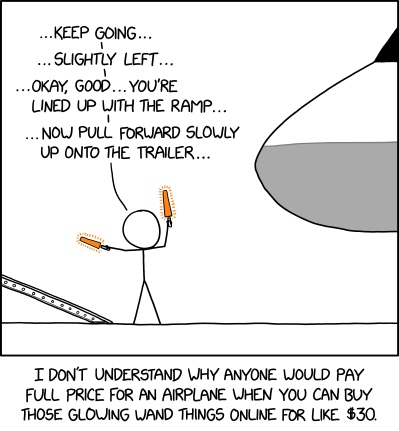 ...KEEP GOING...
...SLIGHTLY LEFT...
...OKAY, GOOD...YOU'RE
LINED UP WITH THE RAMP...
...NOW PULL FORWARD SLOWLY
UP ONTO THE TRAILER...
I DON'T UNDERSTAND WHY ANYONE WOULD PAY
FULL PRICE FOR AN AIRPLANE WHEN YOU CAN BUY
THOSE GLOWING WAND THINGS ONLINE FOR LIKE $30.